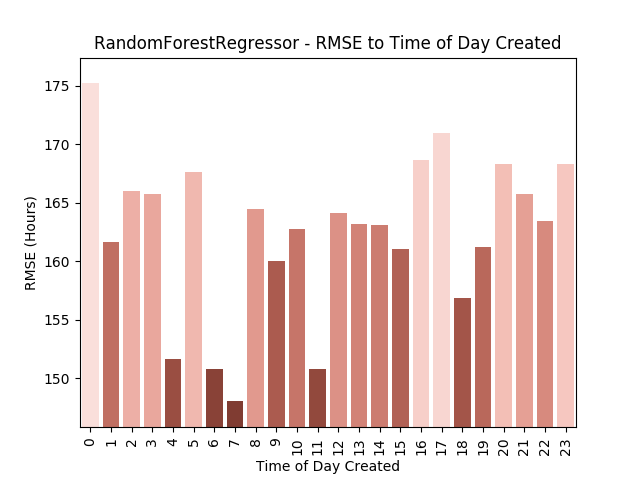 RandomForestRegressor - RMSE to Time of Day Created
RMSE (Hours)
175
170
165
160
155
150
0 1 2 3 4 5 6 7 8 9 10 11 12 13 14 15 16 17 18 19 20 21 22 23
Time of Day Created